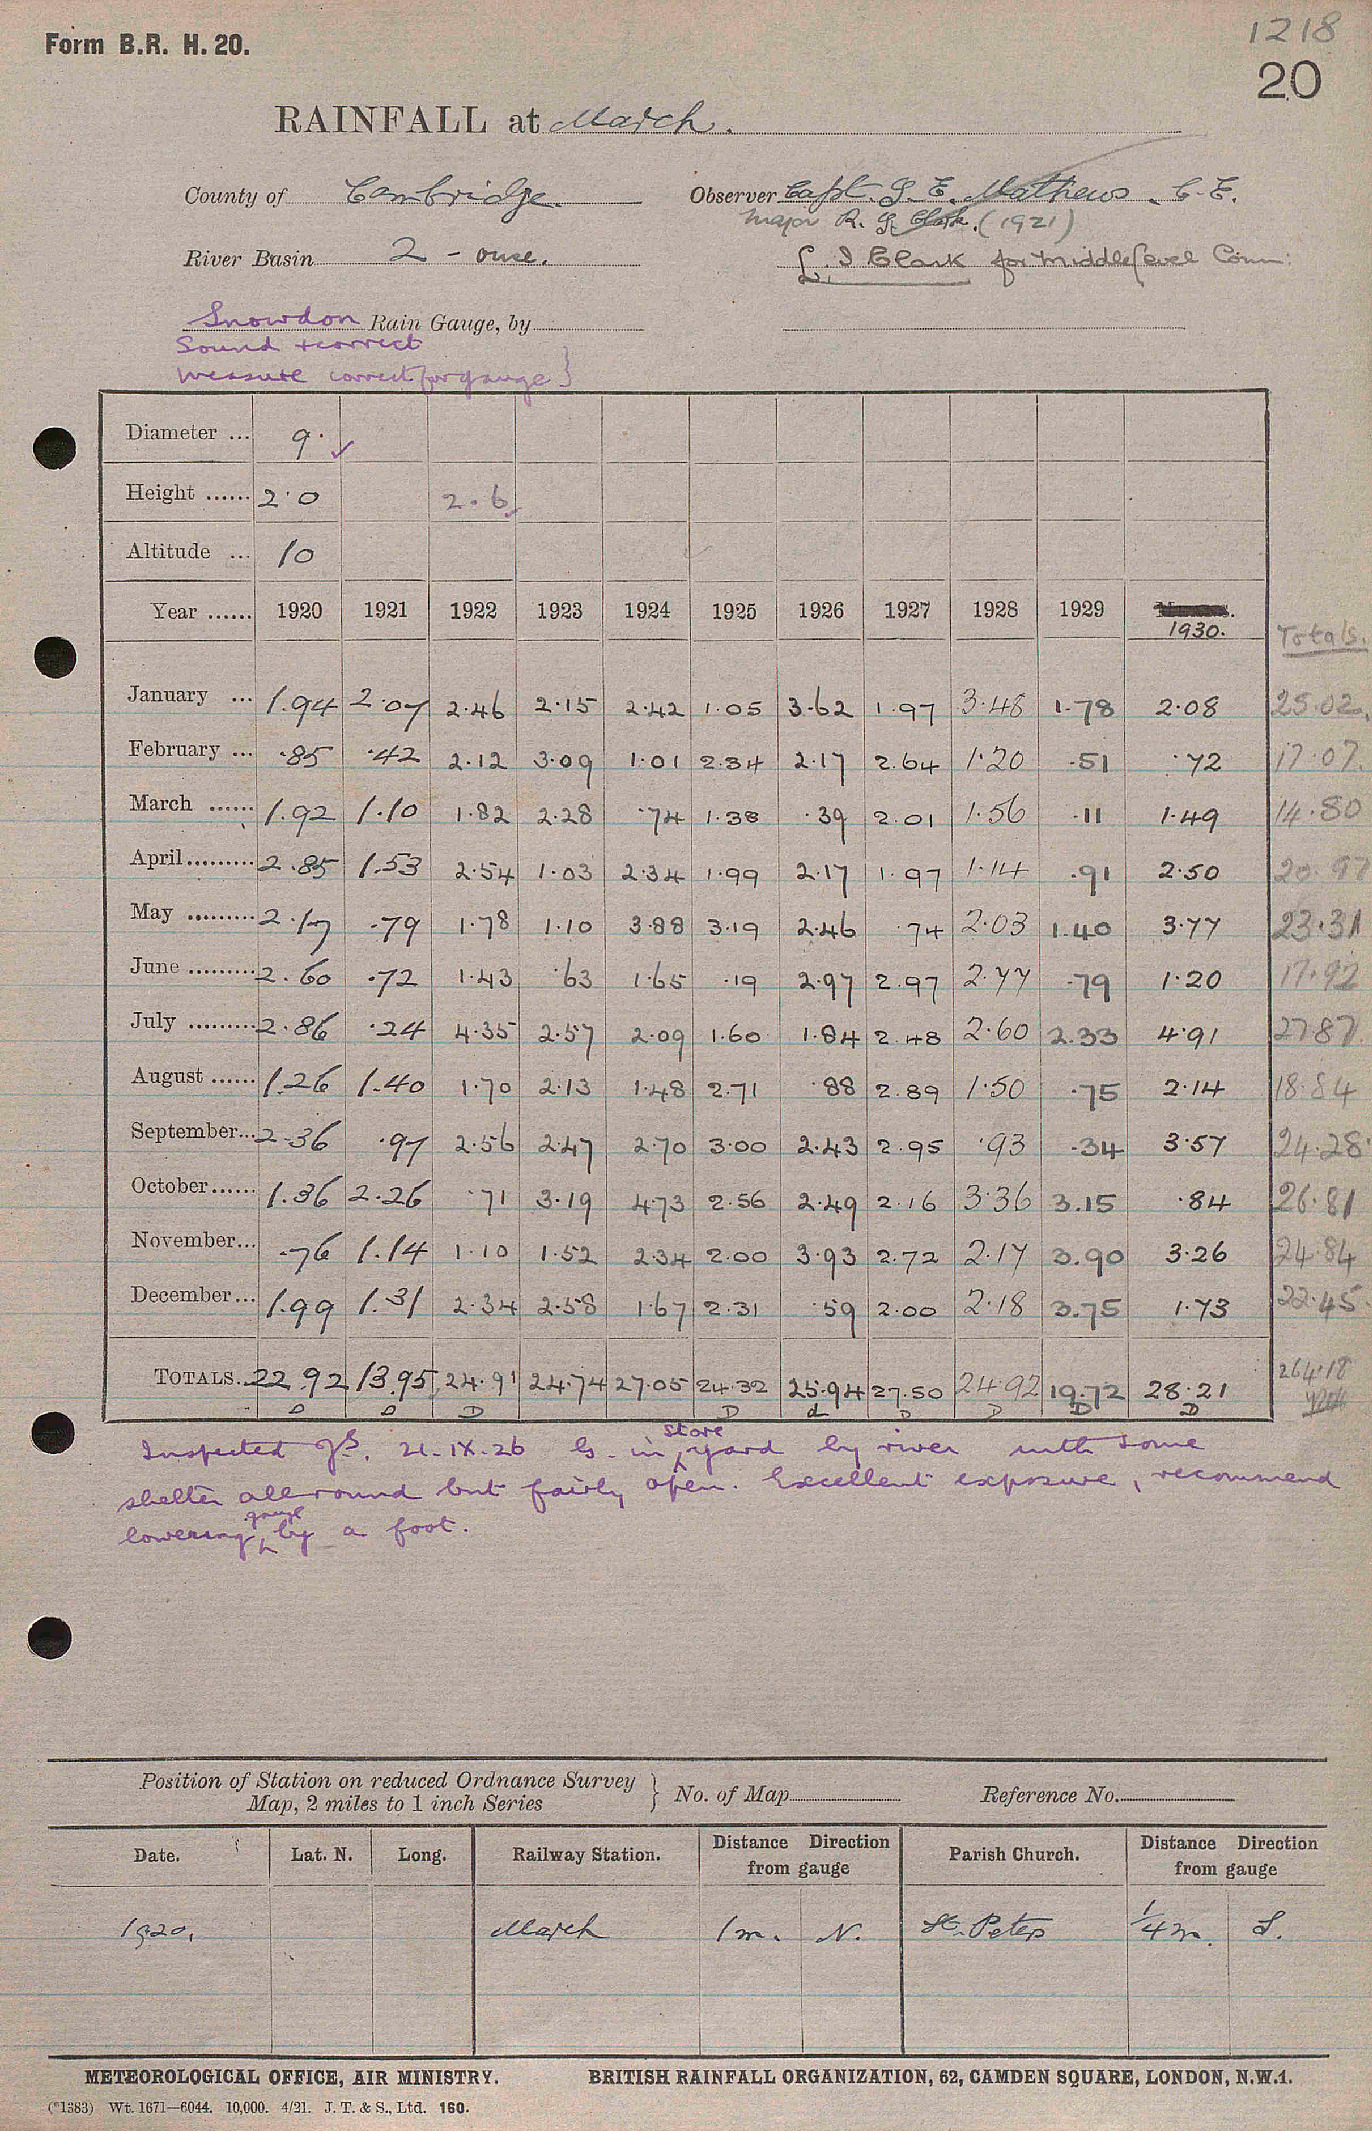 Form B.R. H. 20.
1218
20
RAINFALL at March.
County of Cambridge. Observer Capt. G. E. Mathews. C. E.
Major R. G. Clark. (1921)
River Basin 2 - ouse. L. J Clark for Middle Level Com:
Snowdon Rain Gauge, by
Sound + correct
Measure correct for gauge }
Diameter ... 9.
Height ...... 2.0 2.6
Altitude ... 10
Year ...... 1920 1921 1922 1923 1924 1925 1926 1927 1928 1929 1930. Totals.
January ... 1.94 2.07 2.46 2.15 2.42 1.05 3.62 1.97 3.48 1.78 2.08 25.02
February ... .85 .42 2.12 3.09 1.01 2.34 2.17 2.64 1.20 .51 .72 17.07
March ...... 1.92 1.10 1.82 2.28 .74 1.38 .39 2.01 1.56 .11 1.49 14.80
April......... 2.85 1.53 2.54 1.03 2.34 1.99 2.17 1.97 1.14 .91 2.50 20.97
May ......... 2.17 .79 1.78 1.10 3.88 3.19 2.46 .74 2.03 1.40 3.77 23.31
June ......... 2.60 .72 1.43 .63 1.65 .19 2.97 2.97 2.77 .79 1.20 17.92
July ......... 2.86 .24 4.35 2.57 2.09 1.60 1.84 2.48 2.60 2.33 4.91 27.87
August ...... 1.26 1.40 1.70 2.13 1.48 2.71 .88 2.89 1.50 .75 2.14 18.84
September... 2.36 .97 2.56 2.47 2.70 3.00 2.43 2.95 .93 .34 3.57 24.28
October...... 1.36 2.26 .71 3.19 4.73 2.56 2.49 2.16 3.36 3.15 .84 26.81
November... .76 1.14 1.10 1.52 2.34 2.00 3.93 2.72 2.17 3.90 3.26 24.84
December... 1.99 1.31 2.34 2.58 1.67 2.31 .59 2.00 2.18 3.75 1.73 22.45
TOTALS.. 22.92 13.95 24.91 24.74 27.05 24.32 25.94 27.50 24.92 19.72 28.21 264.18
D D D D d D D D D
Inspected 21.IX.26 G. in store yard by river with some
shelter all round but fairly open. Excellent exposure, recommend
lowering gauge by a foot.
Position of Station on reduced Ordnance Survey
Map, 2 miles to 1 inch Series } No. of Map Reference No.
Date. Lat. N. Long. Railway Station. Distance Direction from gauge Parish Church. Distance Direction from gauge
1920. March 1m. N. St. Peters 1/4 m. S.
METEOROLOGICAL OFFICE, AIR MINISTRY. BRITISH RAINFALL ORGANIZATION, 62, CAMDEN SQUARE, LONDON, N.W.1.
(*1383) Wt. 1671—6044. 10,000. 4/21. J. T. & S., Ltd. 160.